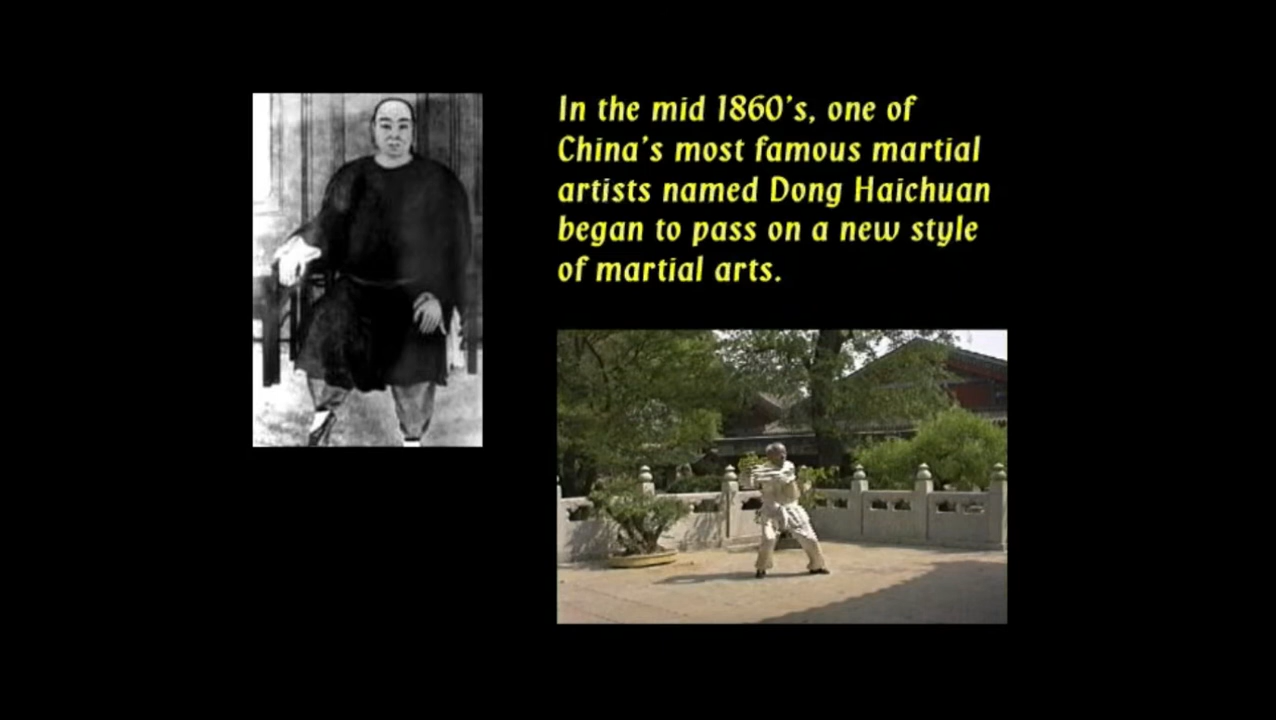 In the mid 1860's, one of
China's most famous martial
artists named Dong Haichuan
began to pass on a new style
of martial arts.